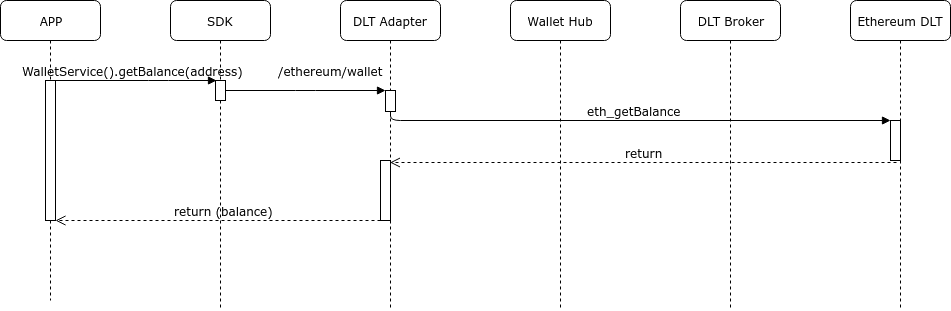 APP
SDK
DLT Adapter
Wallet Hub
DLT Broker
Ethereum DLT
WalletService().getBalance(address)
/ethereum/wallet
eth_getBalance
return
return (balance)